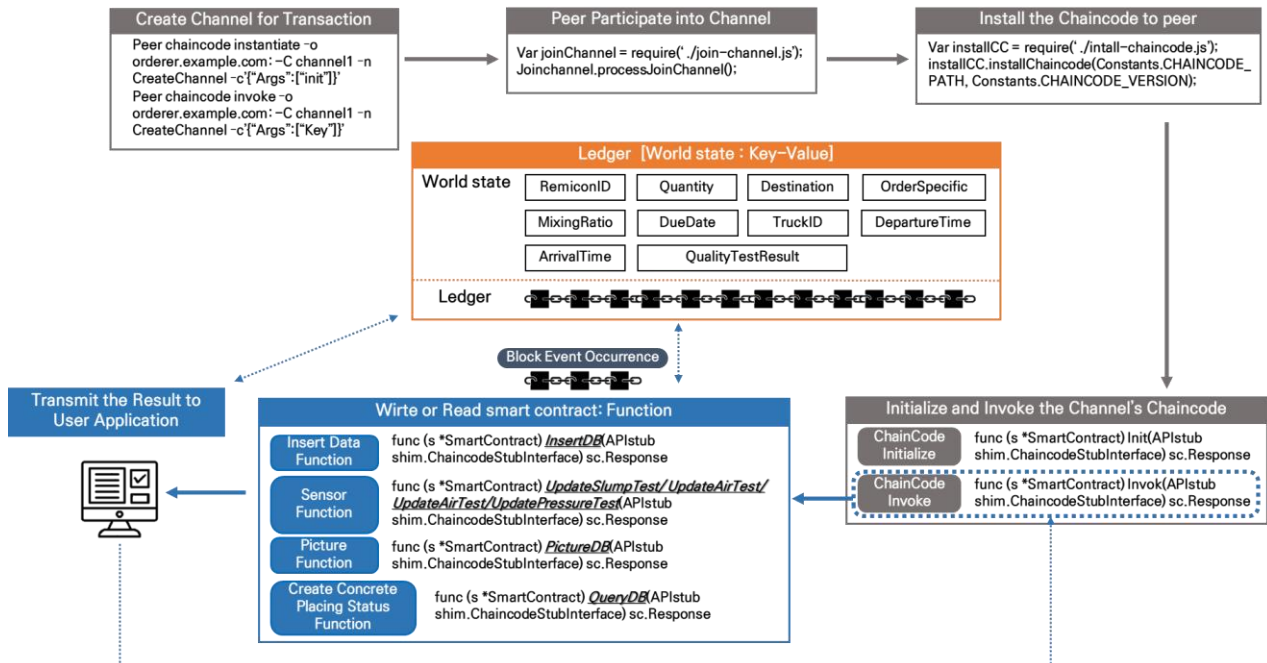 Create Channel for Transaction
Peer chaincode instantiate -o
orderer.example.com: -C channel1 -n
CreateChannel -c'{“Args”:[“init”]}'
Peer chaincode invoke -o
orderer.example.com: -C channel1 -n
CreateChannel -c'{“Args”:[“Key”]}'
Peer Participate into Channel
Var joinChannel = require(‘./join-channel.js’);
Joinchannel.processJoinChannel();
Install the Chaincode to peer
Var installCC = require(‘./intall-chaincode.js’);
installCC.installChaincode(Constants.CHAINCODE_
PATH, Constants.CHAINCODE_VERSION);
Ledger [World state : Key-Value]
World state
RemiconID
Quantity
Destination
OrderSpecific
MixingRatio
DueDate
TruckID
DepartureTime
ArrivalTime
QualityTestResult
Ledger
Block Event Occurrence
Transmit the Result to
User Application
Wirte or Read smart contract: Function
Insert Data
Function
func (s *SmartContract) InsertDB(APIstub
shim.ChaincodeStubInterface) sc.Response
Sensor
Function
func (s *SmartContract) UpdateSlumpTest/UpdateAirTest/
UpdateAirTest/UpdatePressureTest(APIstub
shim.ChaincodeStubInterface) sc.Response
Picture
Function
func (s *SmartContract) PictureDB(APIstub
shim.ChaincodeStubInterface) sc.Response
Create Concrete
Placing Status
Function
func (s *SmartContract) QueryDB(APIstub
shim.ChaincodeStubInterface) sc.Response
Initialize and Invoke the Channel's Chaincode
ChainCode
Initialize
func (s *SmartContract) Init(APIstub
shim.ChaincodeStubInterface) sc.Response
ChainCode
Invoke
func (s *SmartContract) Invok(APIstub
shim.ChaincodeStubInterface) sc.Response